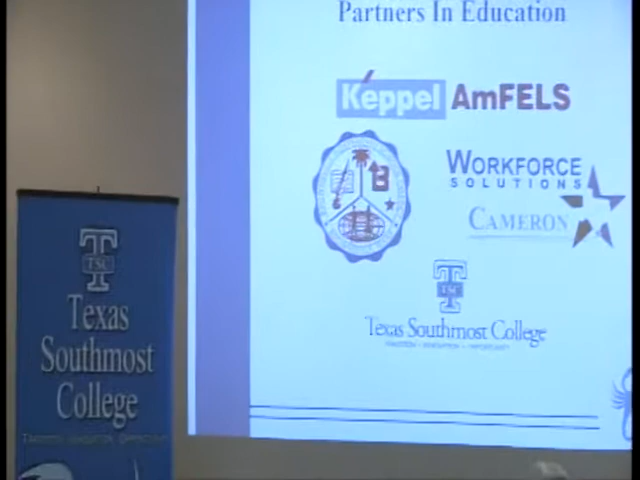 Partners In Education
Keppel AmFELS
WORKFORCE
SOLUTIONS
CAMERON
B
TSC
Texas Southmost College
TSC
Texas
Southmost
College